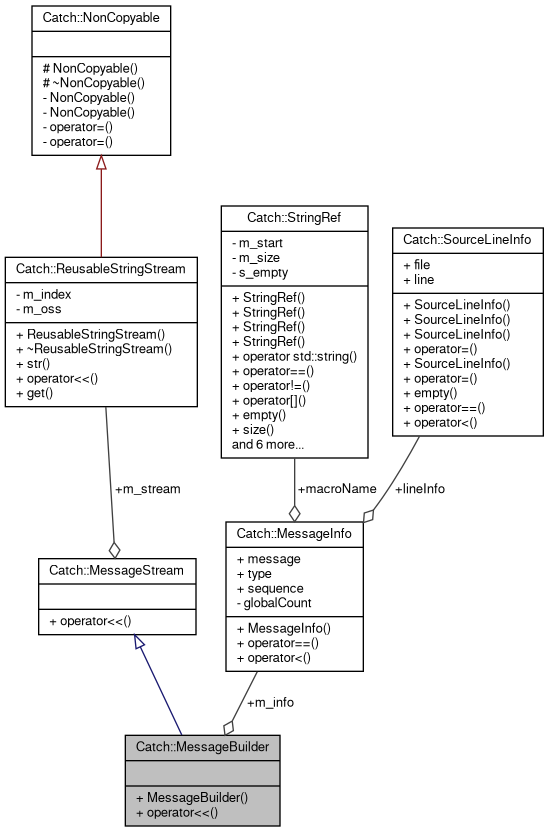 Catch::NonCopyable
# NonCopyable()
# ~NonCopyable()
- NonCopyable()
- NonCopyable()
- operator=()
- operator=()
Catch::StringRef
- m_start
- m_size
- s_empty
+ StringRef()
+ StringRef()
+ StringRef()
+ StringRef()
+ operator std::string()
+ operator==()
+ operator!=()
+ operator[]()
+ empty()
+ size()
and 6 more...
Catch::SourceLineInfo
+ file
+ line
+ SourceLineInfo()
+ SourceLineInfo()
+ SourceLineInfo()
+ operator=()
+ SourceLineInfo()
+ operator=()
+ empty()
+ operator==()
+ operator<()
Catch::ReusableStringStream
- m_index
- m_oss
+ ReusableStringStream()
+ ~ReusableStringStream()
+ str()
+ operator<<()
+ get()
+m_stream
+macroName
+lineInfo
Catch::MessageInfo
+ message
+ type
+ sequence
- globalCount
+ MessageInfo()
+ operator==()
+ operator<()
Catch::MessageStream
+ operator<<()
+m_info
Catch::MessageBuilder
+ MessageBuilder()
+ operator<<()